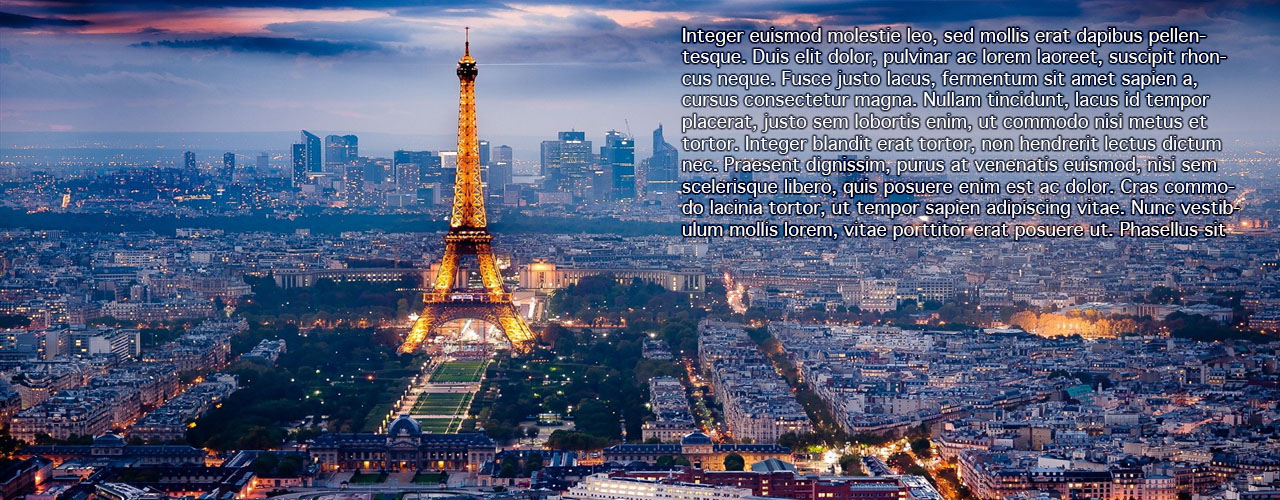 Integer euismod molestie leo, sed mollis erat dapibus pellen-
tesque. Duis elit dolor, pulvinar ac lorem laoreet, suscipit rhon-
cus neque. Fusce justo lacus, fermentum sit amet sapien a,
cursus consectetur magna. Nullam tincidunt, lacus id tempor
placerat, justo sem lobortis enim, ut commodo nisi metus et
tortor. Integer blandit erat tortor, non hendrerit lectus dictum
nec. Praesent dignissim, purus at venenatis euismod, nisi sem
scelerisque libero, quis posuere enim est ac dolor. Cras commo-
do lacinia tortor, ut tempor sapien adipiscing vitae. Nunc vestib-
ulum mollis lorem, vitae porttitor erat posuere ut. Phasellus sit